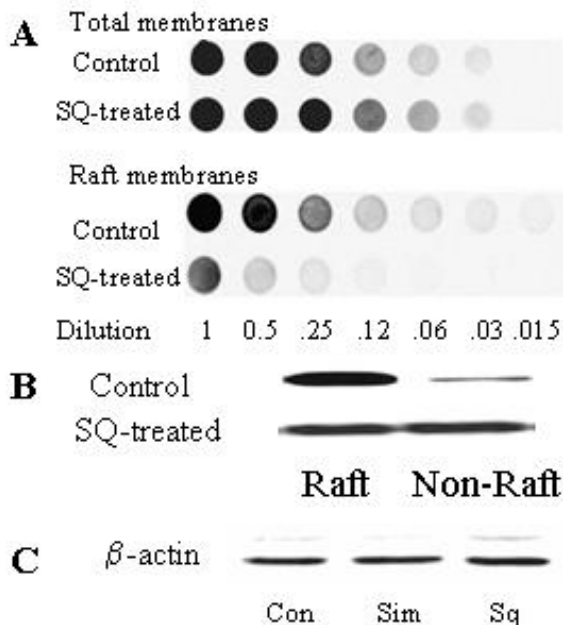 A Total membranes
Control
SQ-treated
Raft membranes
Control
SQ-treated
Dilution 1 0.5 .25 .12 .06 .03 .015
B Control
SQ-treated
Raft Non-Raft
C β-actin
Con Sim Sq